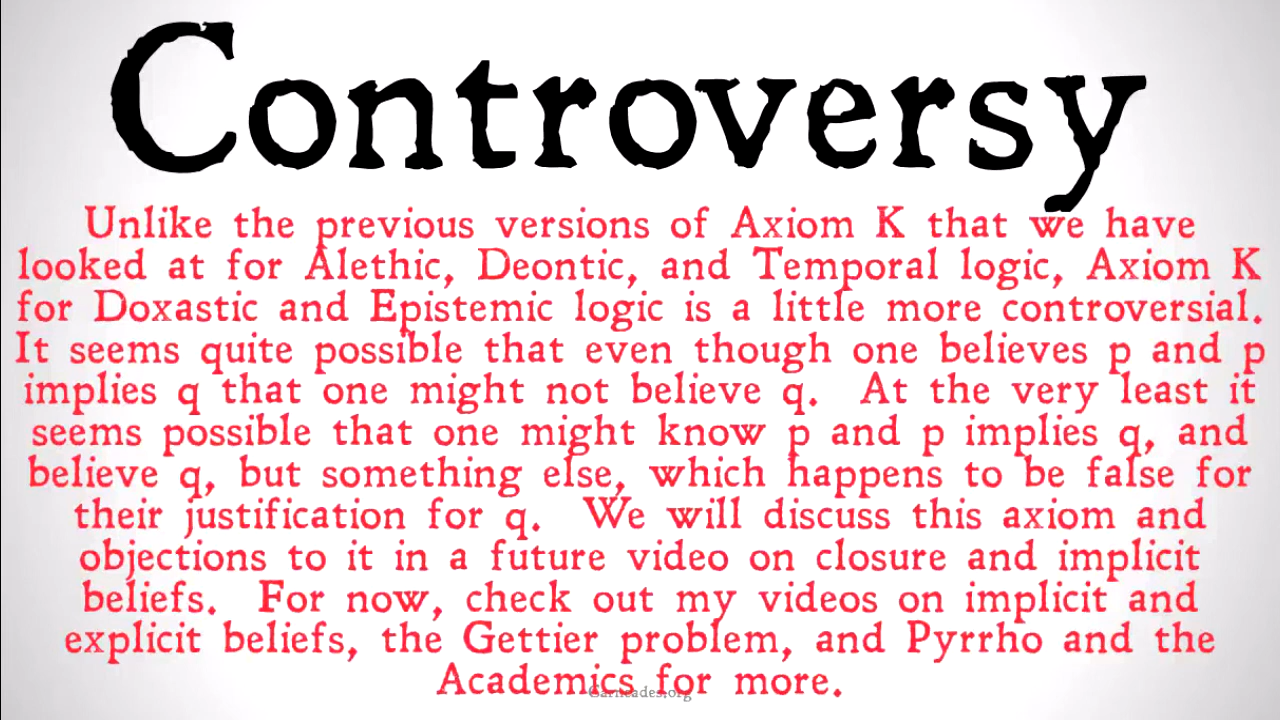 Controversy
Unlike the previous versions of Axiom K that we have
looked at for Alethic, Deontic, and Temporal logic, Axiom K
for Doxastic and Epistemic logic is a little more controversial.
It seems quite possible that even though one believes p and p
implies q that one might not believe q. At the very least it
seems possible that one might know p and p implies q, and
believe q, but something else, which happens to be false for
their justification for q. We will discuss this axiom and
objections to it in a future video on closure and implicit
beliefs. For now, check out my videos on implicit and
explicit beliefs, the Gettier problem, and Pyrrho and the
Academics for more.
Carneades.org